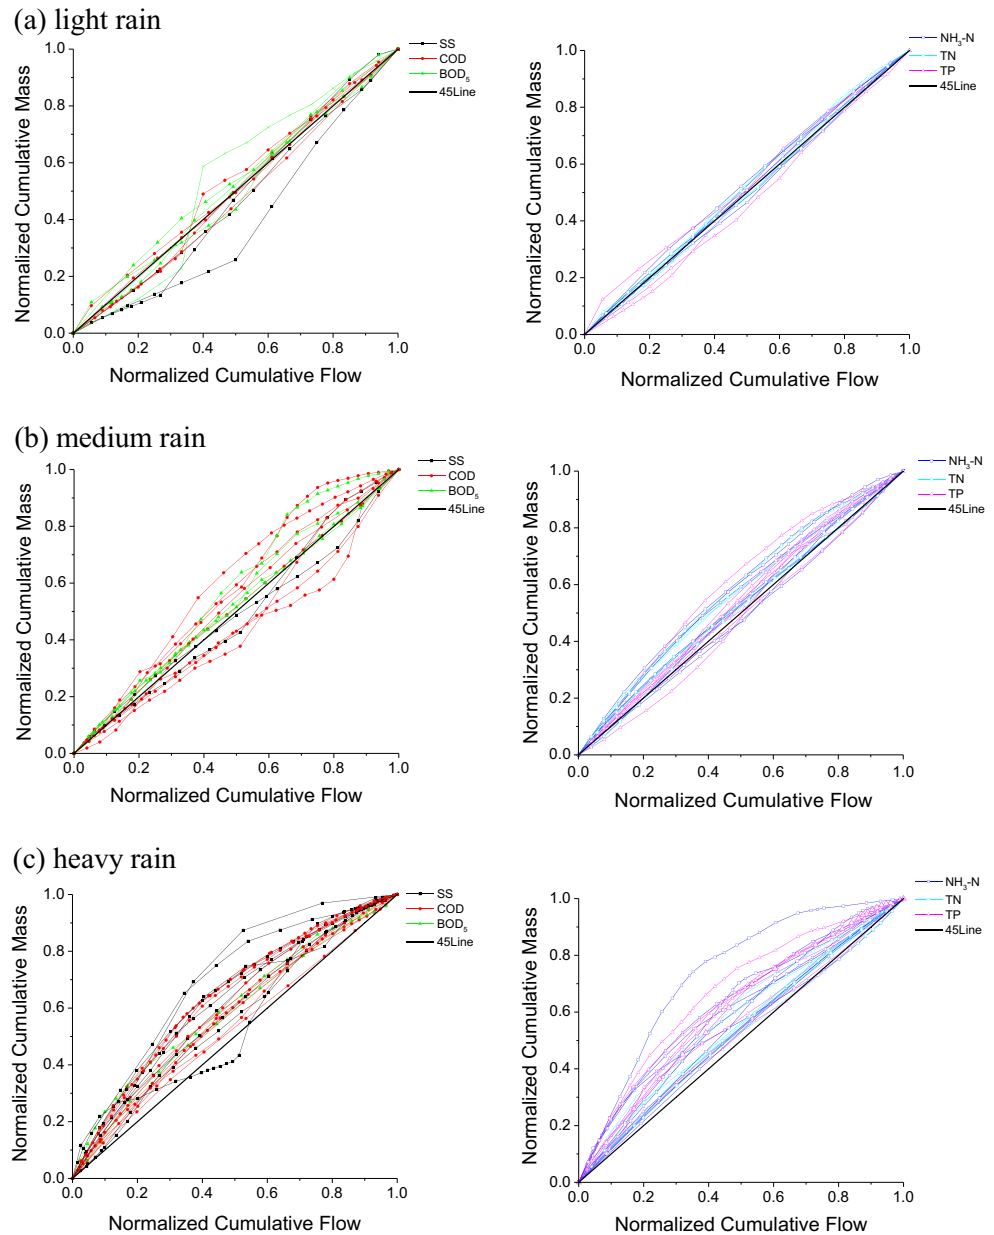 (a) light rain
Normalized Cumulative Mass
1.0
0.8
0.6
0.4
0.2
0.0
0.0 0.2 0.4 0.6 0.8 1.0
Normalized Cumulative Flow
SS
COD
BOD₅
45Line
Normalized Cumulative Mass
1.0
0.8
0.6
0.4
0.2
0.0
0.0 0.2 0.4 0.6 0.8 1.0
Normalized Cumulative Flow
NH₃-N
TN
TP
45Line
(b) medium rain
Normalized Cumulative Mass
1.0
0.8
0.6
0.4
0.2
0.0
0.0 0.2 0.4 0.6 0.8 1.0
Normalized Cumulative Flow
SS
COD
BOD₅
45Line
Normalized Cumulative Mass
1.0
0.8
0.6
0.4
0.2
0.0
0.0 0.2 0.4 0.6 0.8 1.0
Normalized Cumulative Flow
NH₃-N
TN
TP
45Line
(c) heavy rain
Normalized Cumulative Mass
1.0
0.8
0.6
0.4
0.2
0.0
0.0 0.2 0.4 0.6 0.8 1.0
Normalized Cumulative Flow
SS
COD
BOD₅
45Line
Normalized Cumulative Mass
1.0
0.8
0.6
0.4
0.2
0.0
0.0 0.2 0.4 0.6 0.8 1.0
Normalized Cumulative Flow
NH₃-N
TN
TP
45Line